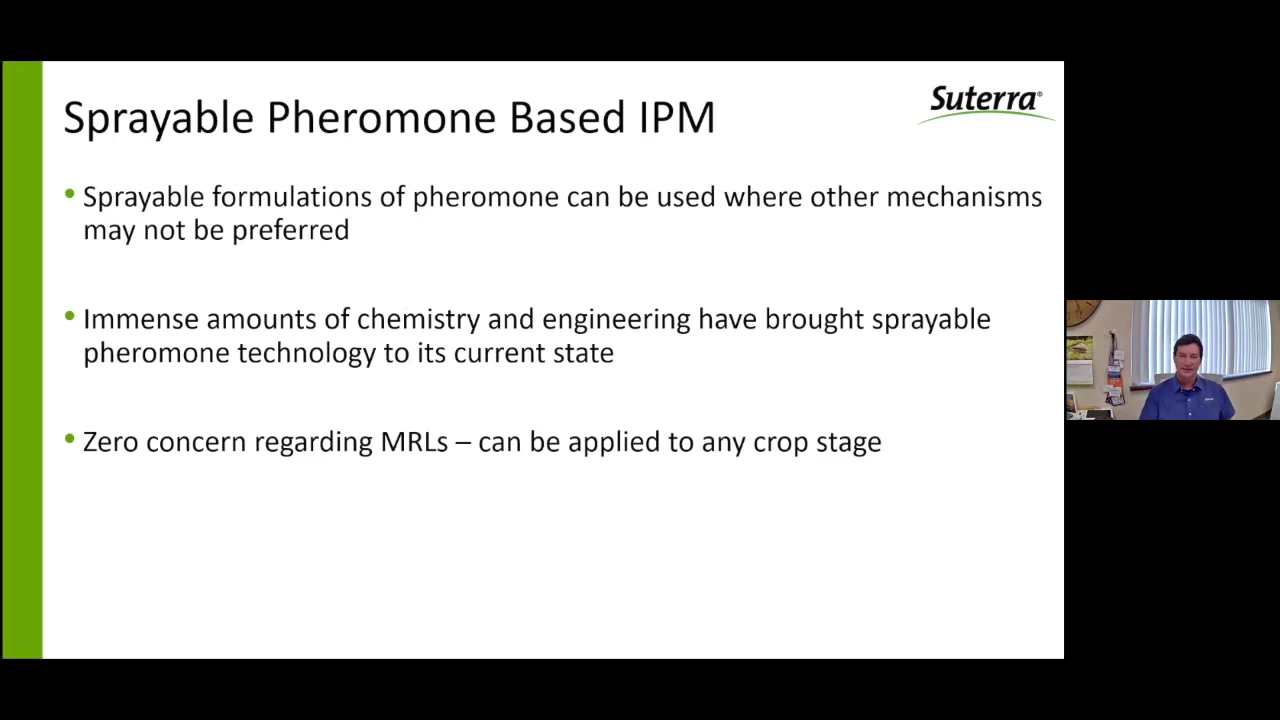 Sprayable Pheromone Based IPM
Suterra®
• Sprayable formulations of pheromone can be used where other mechanisms
may not be preferred
• Immense amounts of chemistry and engineering have brought sprayable
pheromone technology to its current state
• Zero concern regarding MRLs – can be applied to any crop stage